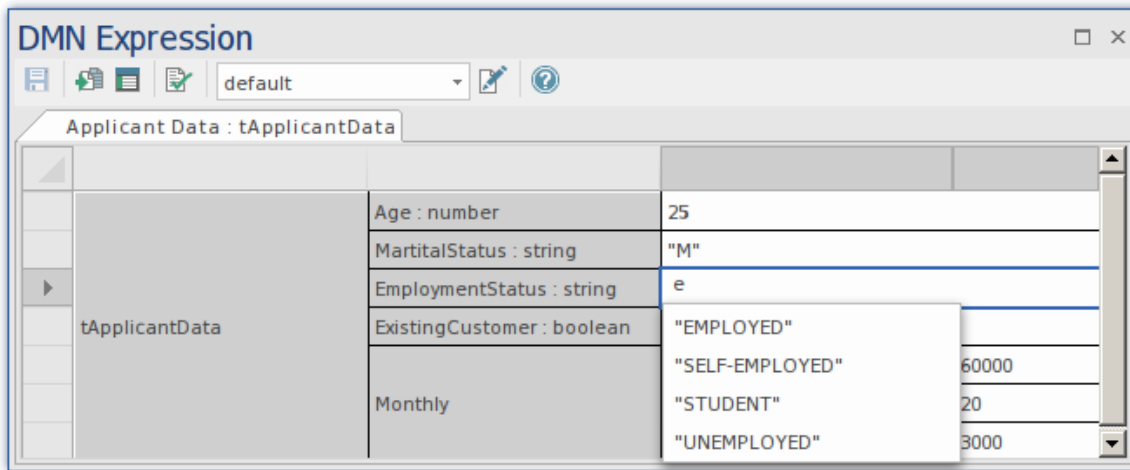 DMN Expression
default
Applicant Data : tApplicantData
Age : number 25
MartitalStatus : string "M"
EmploymentStatus : string e
tApplicantData ExistingCustomer : boolean "EMPLOYED"
"SELF-EMPLOYED" 60000
Monthly "STUDENT" 20
"UNEMPLOYED" 3000